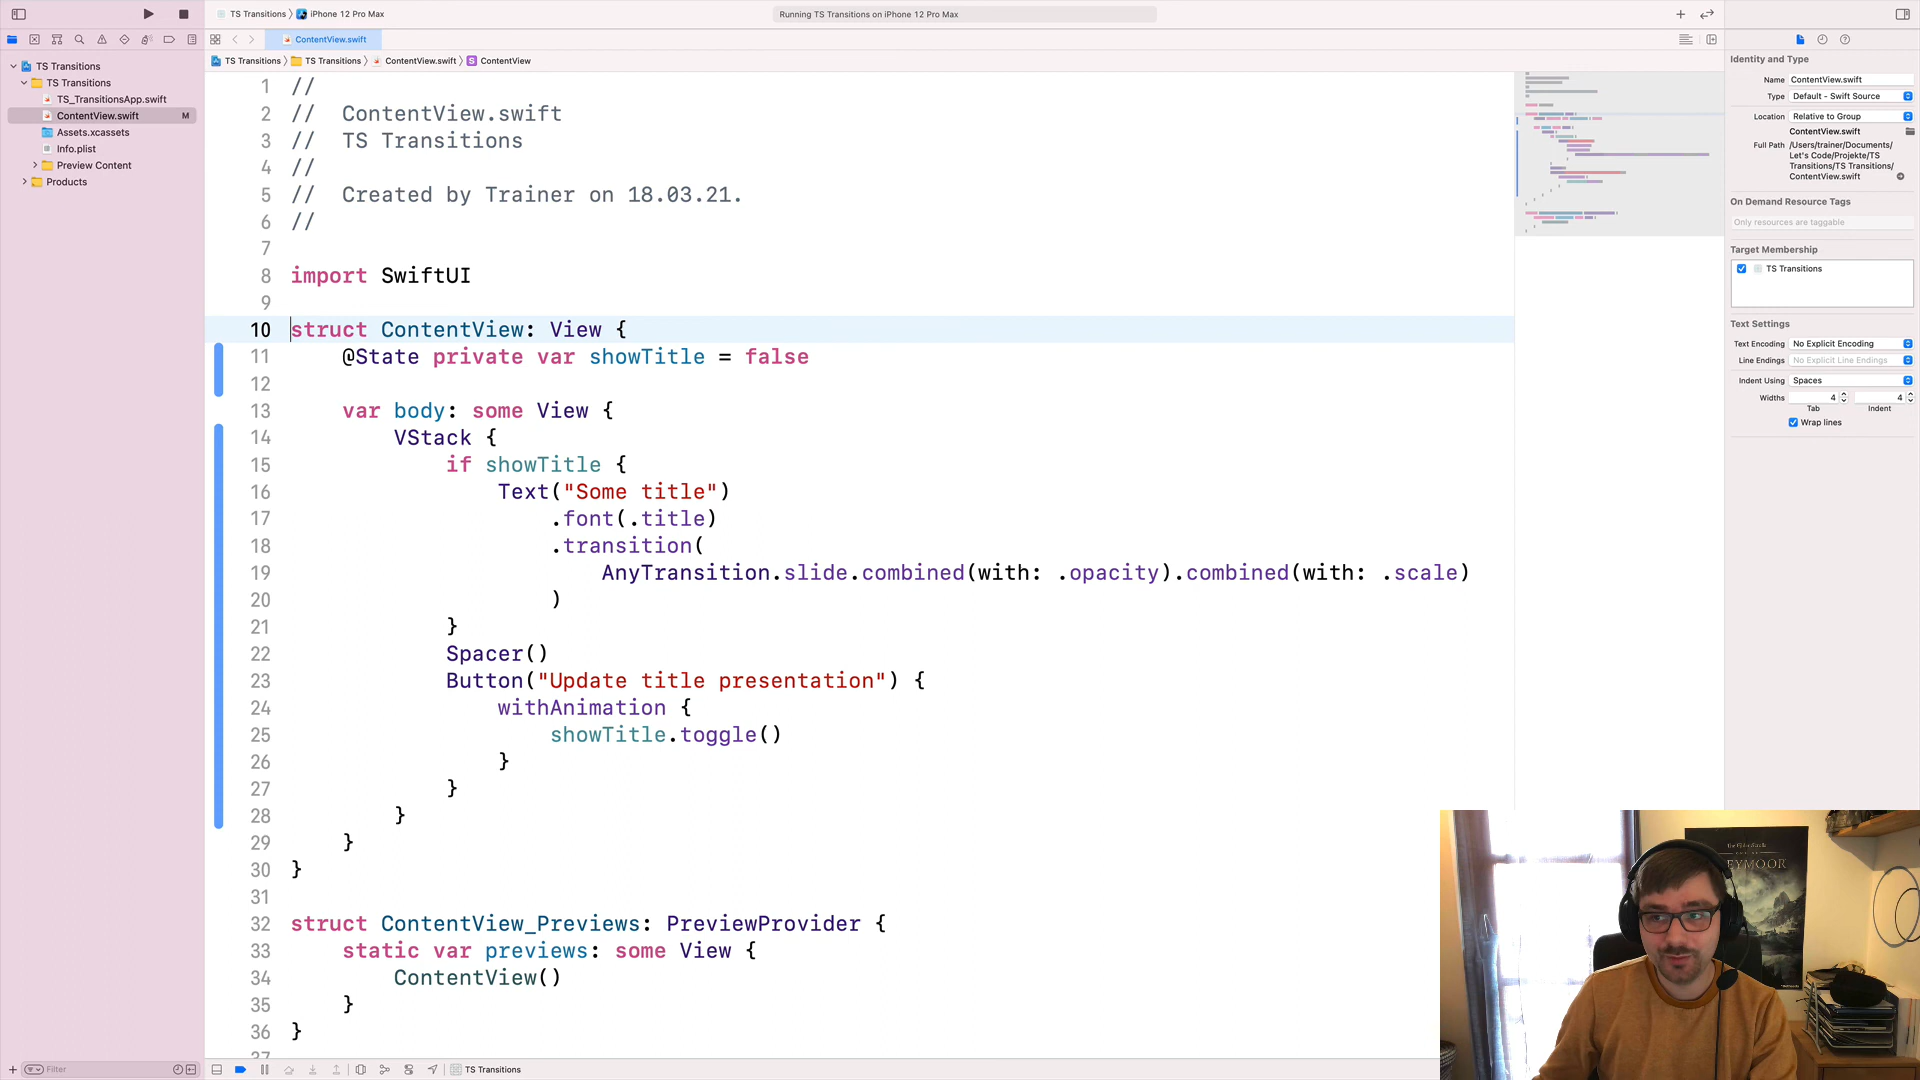 TS Transitions
iPhone 12 Pro Max
Running TS Transitions on iPhone 12 Pro Max
ContentView.swift
TS Transitions
TS Transitions
ContentView.swift
ContentView
TS Transitions
TS Transitions
TS_TransitionsApp.swift
ContentView.swift M
Assets.xcassets
Info.plist
Preview Content
Products
Filter
1 //
2 // ContentView.swift
3 // TS Transitions
4 //
5 // Created by Trainer on 18.03.21.
6 //
7
8 import SwiftUI
9
10 struct ContentView: View {
11 @State private var showTitle = false
12
13 var body: some View {
14 VStack {
15 if showTitle {
16 Text("Some title")
17 .font(.title)
18 .transition(
19 AnyTransition.slide.combined(with: .opacity).combined(with: .scale)
20 )
21 }
22 Spacer()
23 Button("Update title presentation") {
24 withAnimation {
25 showTitle.toggle()
26 }
27 }
28 }
29 }
30 }
31
32 struct ContentView_Previews: PreviewProvider {
33 static var previews: some View {
34 ContentView()
35 }
36 }
37
TS Transitions
Identity and Type
Name ContentView.swift
Type Default - Swift Source
Location Relative to Group
ContentView.swift
Full Path /Users/trainer/Documents/
Let's Code/Projekte/TS
Transitions/TS Transitions/
ContentView.swift
On Demand Resource Tags
Only resources are taggable
Target Membership
TS Transitions
Text Settings
Text Encoding No Explicit Encoding
Line Endings No Explicit Line Endings
Indent Using Spaces
Widths 4 4
Tab Indent
Wrap lines
The Elder Scrolls